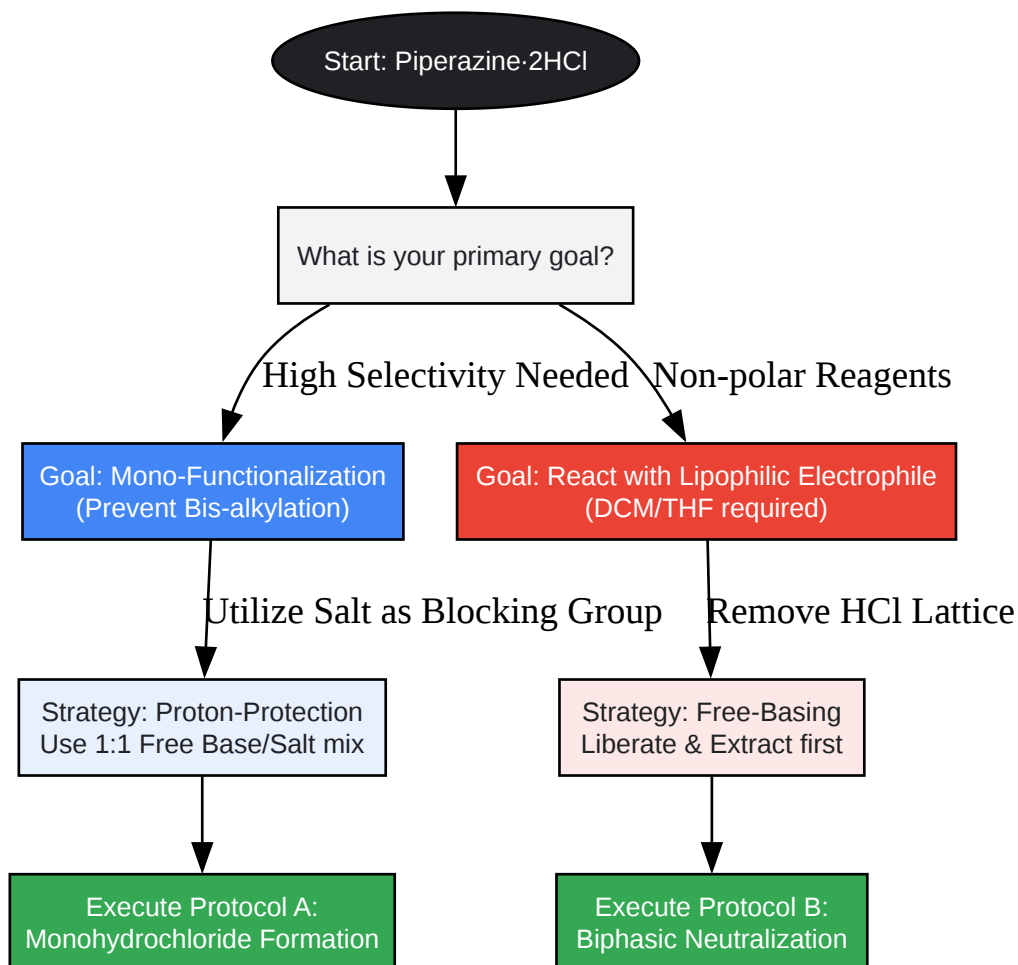 Start: Piperazine·2HCl
What is your primary goal?
High Selectivity Needed
Non-polar Reagents
Goal: Mono-Functionalization
(Prevent Bis-alkylation)
Goal: React with Lipophilic Electrophile
(DCM/THF required)
Utilize Salt as Blocking Group
Remove HCl Lattice
Strategy: Proton-Protection
Use 1:1 Free Base/Salt mix
Strategy: Free-Basing
Liberate & Extract first
Execute Protocol A:
Monohydrochloride Formation
Execute Protocol B:
Biphasic Neutralization